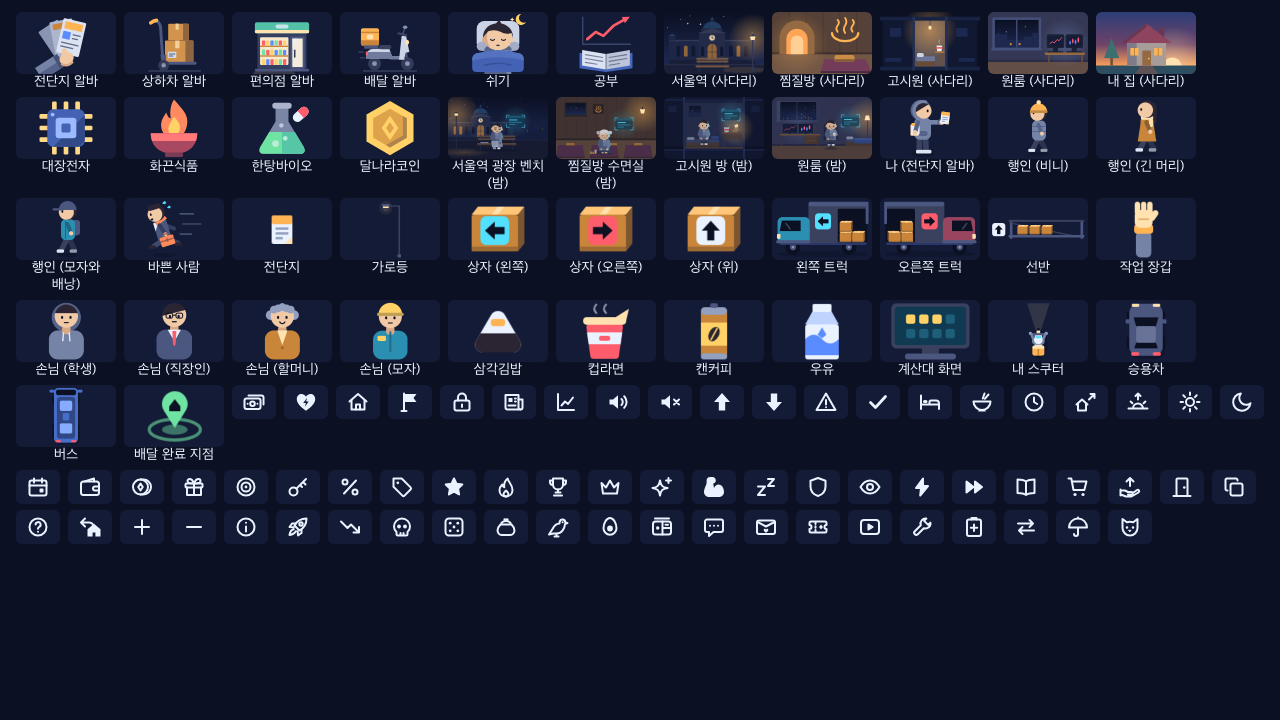 전단지 알바
상하차 알바
편의점 알바
배달 알바
쉬기
공부
서울역 (사다리)
찜질방 (사다리)
고시원 (사다리)
원룸 (사다리)
내 집 (사다리)
대장전자
화끈식품
한탕바이오
달나라코인
서울역 광장 벤치
(밤)
찜질방 수면실
(밤)
고시원 방 (밤)
원룸 (밤)
나 (전단지 알바)
행인 (비니)
행인 (긴 머리)
행인 (모자와
배낭)
바쁜 사람
전단지
가로등
상자 (왼쪽)
상자 (오른쪽)
상자 (위)
왼쪽 트럭
오른쪽 트럭
선반
작업 장갑
손님 (학생)
손님 (직장인)
손님 (할머니)
손님 (모자)
삼각김밥
컵라면
캔커피
우유
계산대 화면
내 스쿠터
승용차
버스
배달 완료 지점